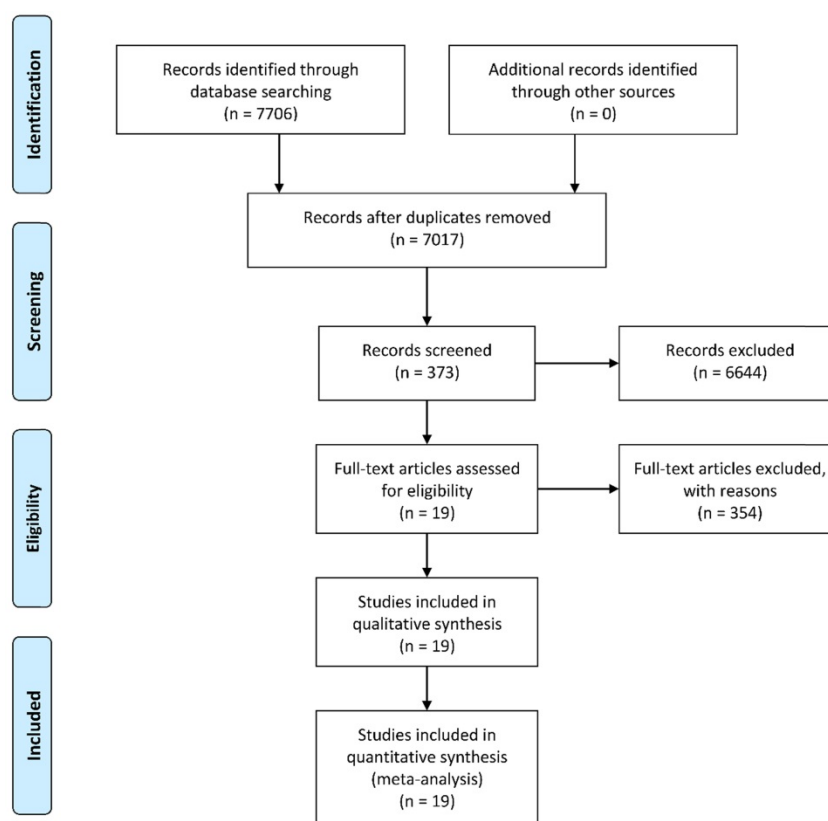 Identification
Records identified through
database searching
(n = 7706)
Additional records identified
through other sources
(n = 0)
Records after duplicates removed
(n = 7017)
Screening
Records screened
(n = 373)
Records excluded
(n = 6644)
Eligibility
Full-text articles assessed
for eligibility
(n = 19)
Full-text articles excluded,
with reasons
(n = 354)
Studies included in
qualitative synthesis
(n = 19)
Included
Studies included in
quantitative synthesis
(meta-analysis)
(n = 19)